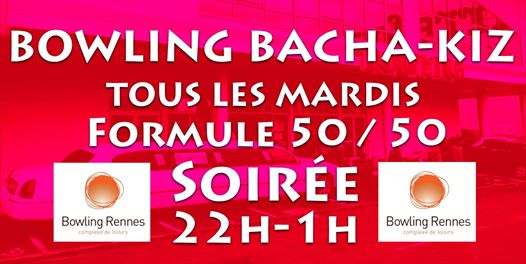 BOWLING BACHA-KIZ
TOUS LES MARDIS
FORMULE 50 / 50
SOIRÉE
22H-1H
Bowling Rennes
complexe de loisirs
Bowling Rennes
complexe de loisirs